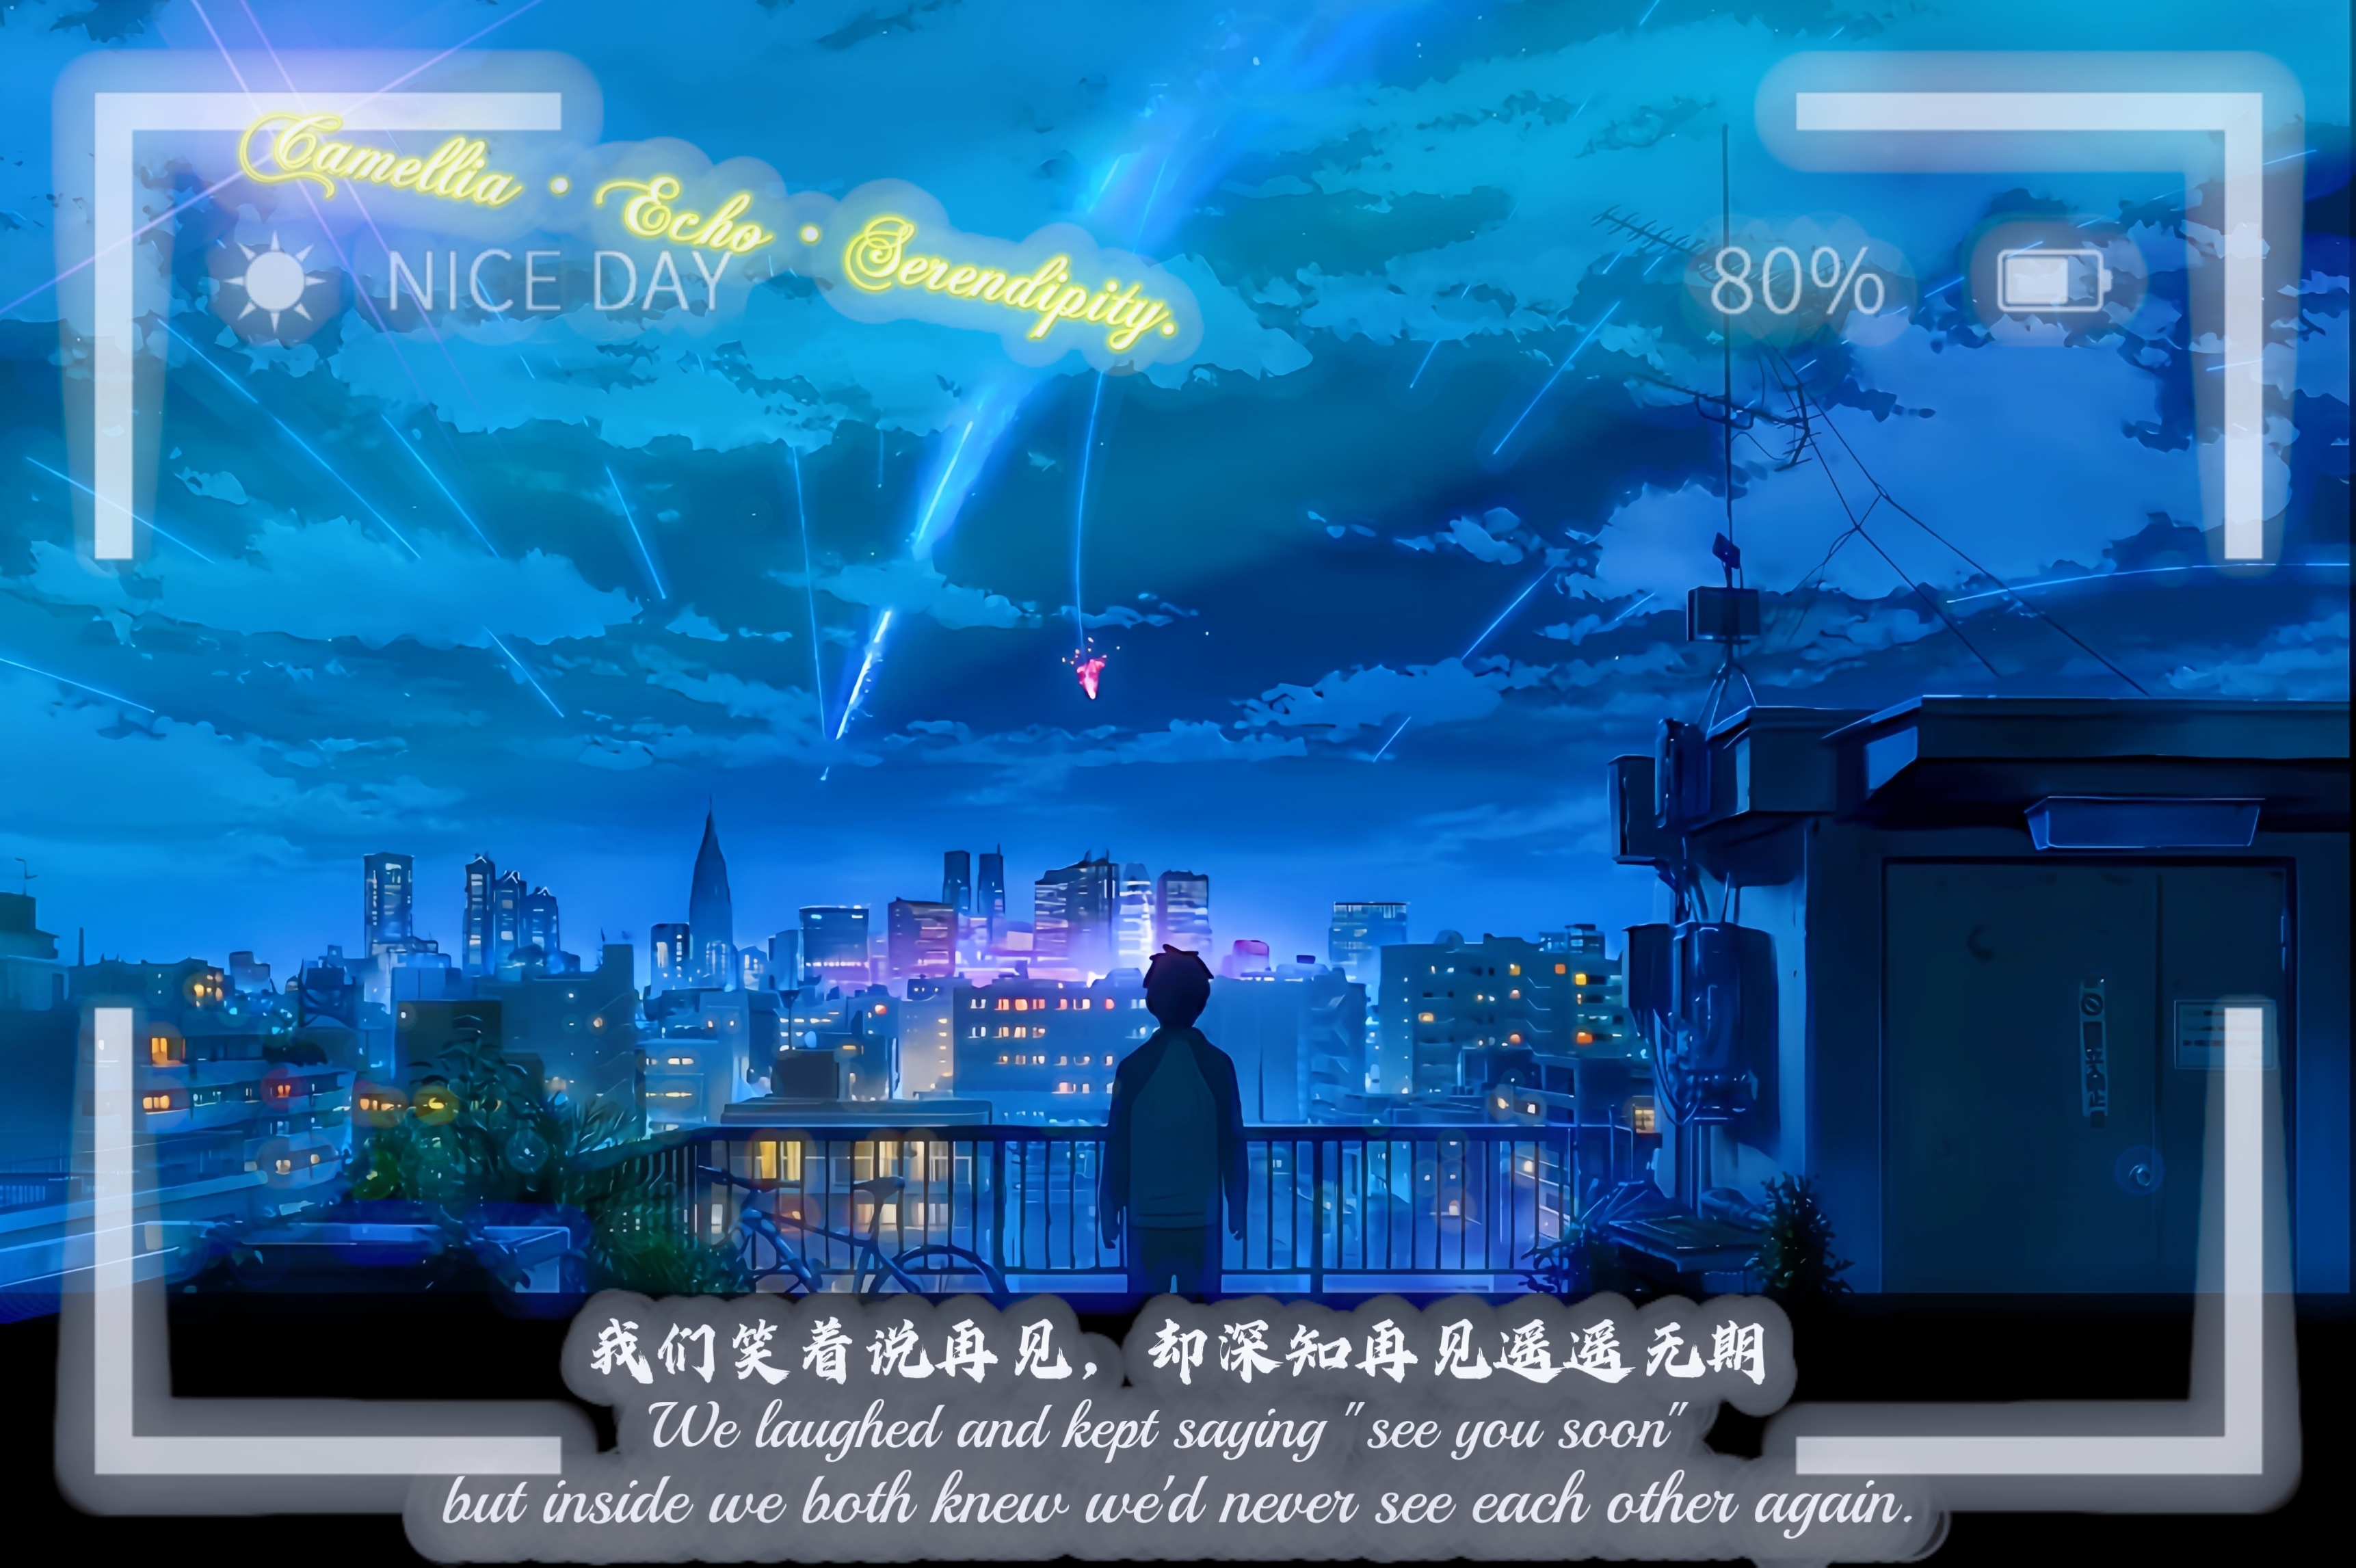 Camellia · Echo · Serendipity.
NICE DAY
80%
我们笑着说再见，却深知再见遥遥无期
We laughed and kept saying "see you soon"
but inside we both knew we'd never see each other again.